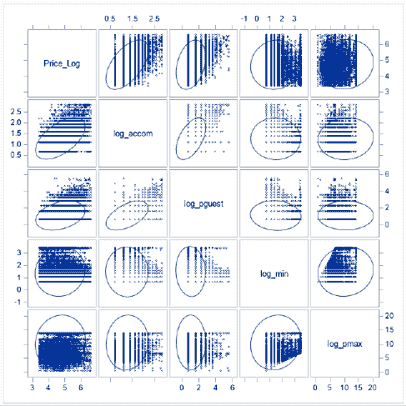 0.5 1.5 2.5 -1 0 1 2 3
Price_Log 6 5 4 3
2.5 2.0 1.5 1.0 0.5 log_accom
log_pguest 6 4 2 0
3 2 1 0 -1 log_min
log_pmax 20 15 10 5 0
3 4 5 6 0 2 4 6 0 5 10 15 20